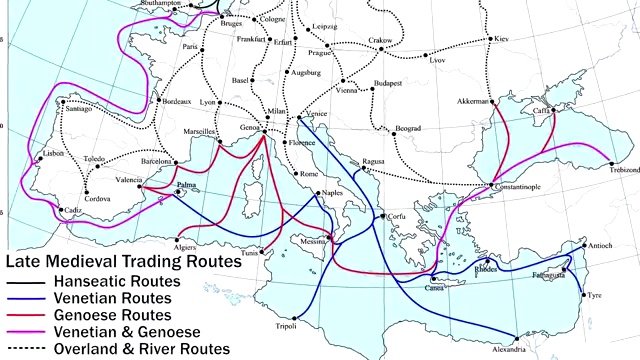 Southampton
Bruges
Cologne
Leipzig
Paris
Frankfurt
Erfurt
Prague
Cracow
Kiev
Lvov
Basel
Augsburg
Vienna
Budapest
Santiago
Bordeaux
Lyon
Milan
Venice
Akkerman
Caffa
Marseilles
Genoa
Florence
Beograd
Lisbon
Toledo
Barcelona
Ragusa
Trebizond
Valencia
Palma
Rome
Constantinople
Cordova
Naples
Cadiz
Corfu
Algiers
Tunis
Messina
Antioch
Rhodes
Famagusta
Canea
Tyre
Tripoli
Alexandria
Late Medieval Trading Routes
Hanseatic Routes
Venetian Routes
Genoese Routes
Venetian & Genoese
Overland & River Routes